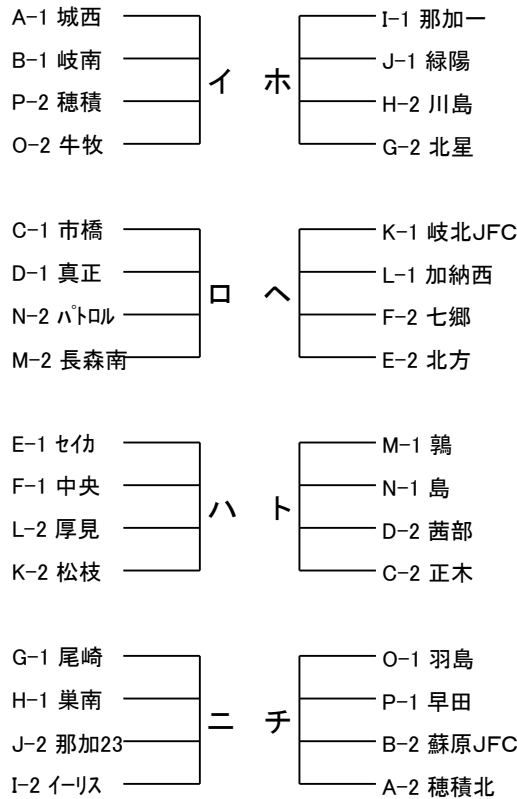 A-1 城西
B-1 岐南
P-2 穂積
O-2 牛牧
イ
ホ
I-1 那加一
J-1 緑陽
H-2 川島
G-2 北星
C-1 市橋
D-1 真正
N-2 パトロル
M-2 長森南
ロ
ヘ
K-1 岐北JFC
L-1 加納西
F-2 七郷
E-2 北方
E-1 セイカ
F-1 中央
L-2 厚見
K-2 松枝
ハ
ト
M-1 鶉
N-1 島
D-2 茜部
C-2 正木
G-1 尾崎
H-1 巣南
J-2 那加23
I-2 イーリス
ニ
チ
O-1 羽島
P-1 早田
B-2 蘇原JFC
A-2 穂積北